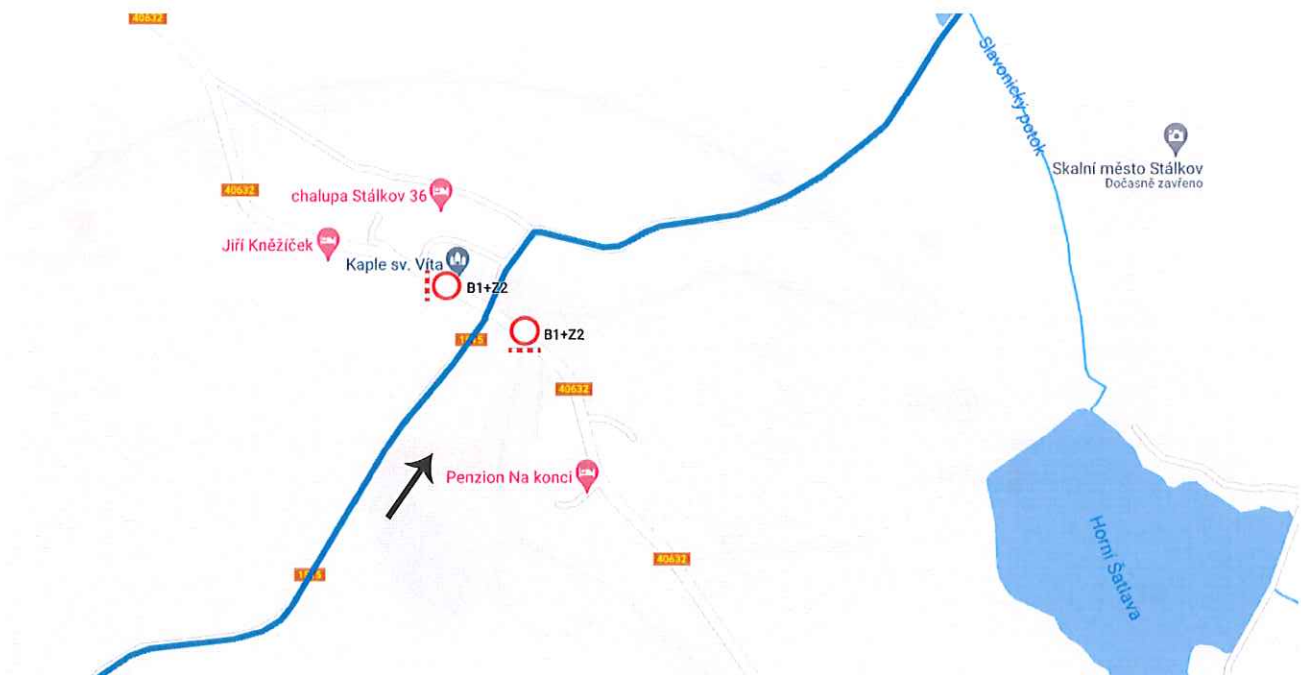 40632
Slavonický potok
Skalní město Stálkov
Dočasně zavřeno
chalupa Stálkov 36
40632
Jiří Kněžíček
Kaple sv. Víta
B1+Z2
B1+Z2
40632
Penzion Na konci
Horní Šatlava
40632